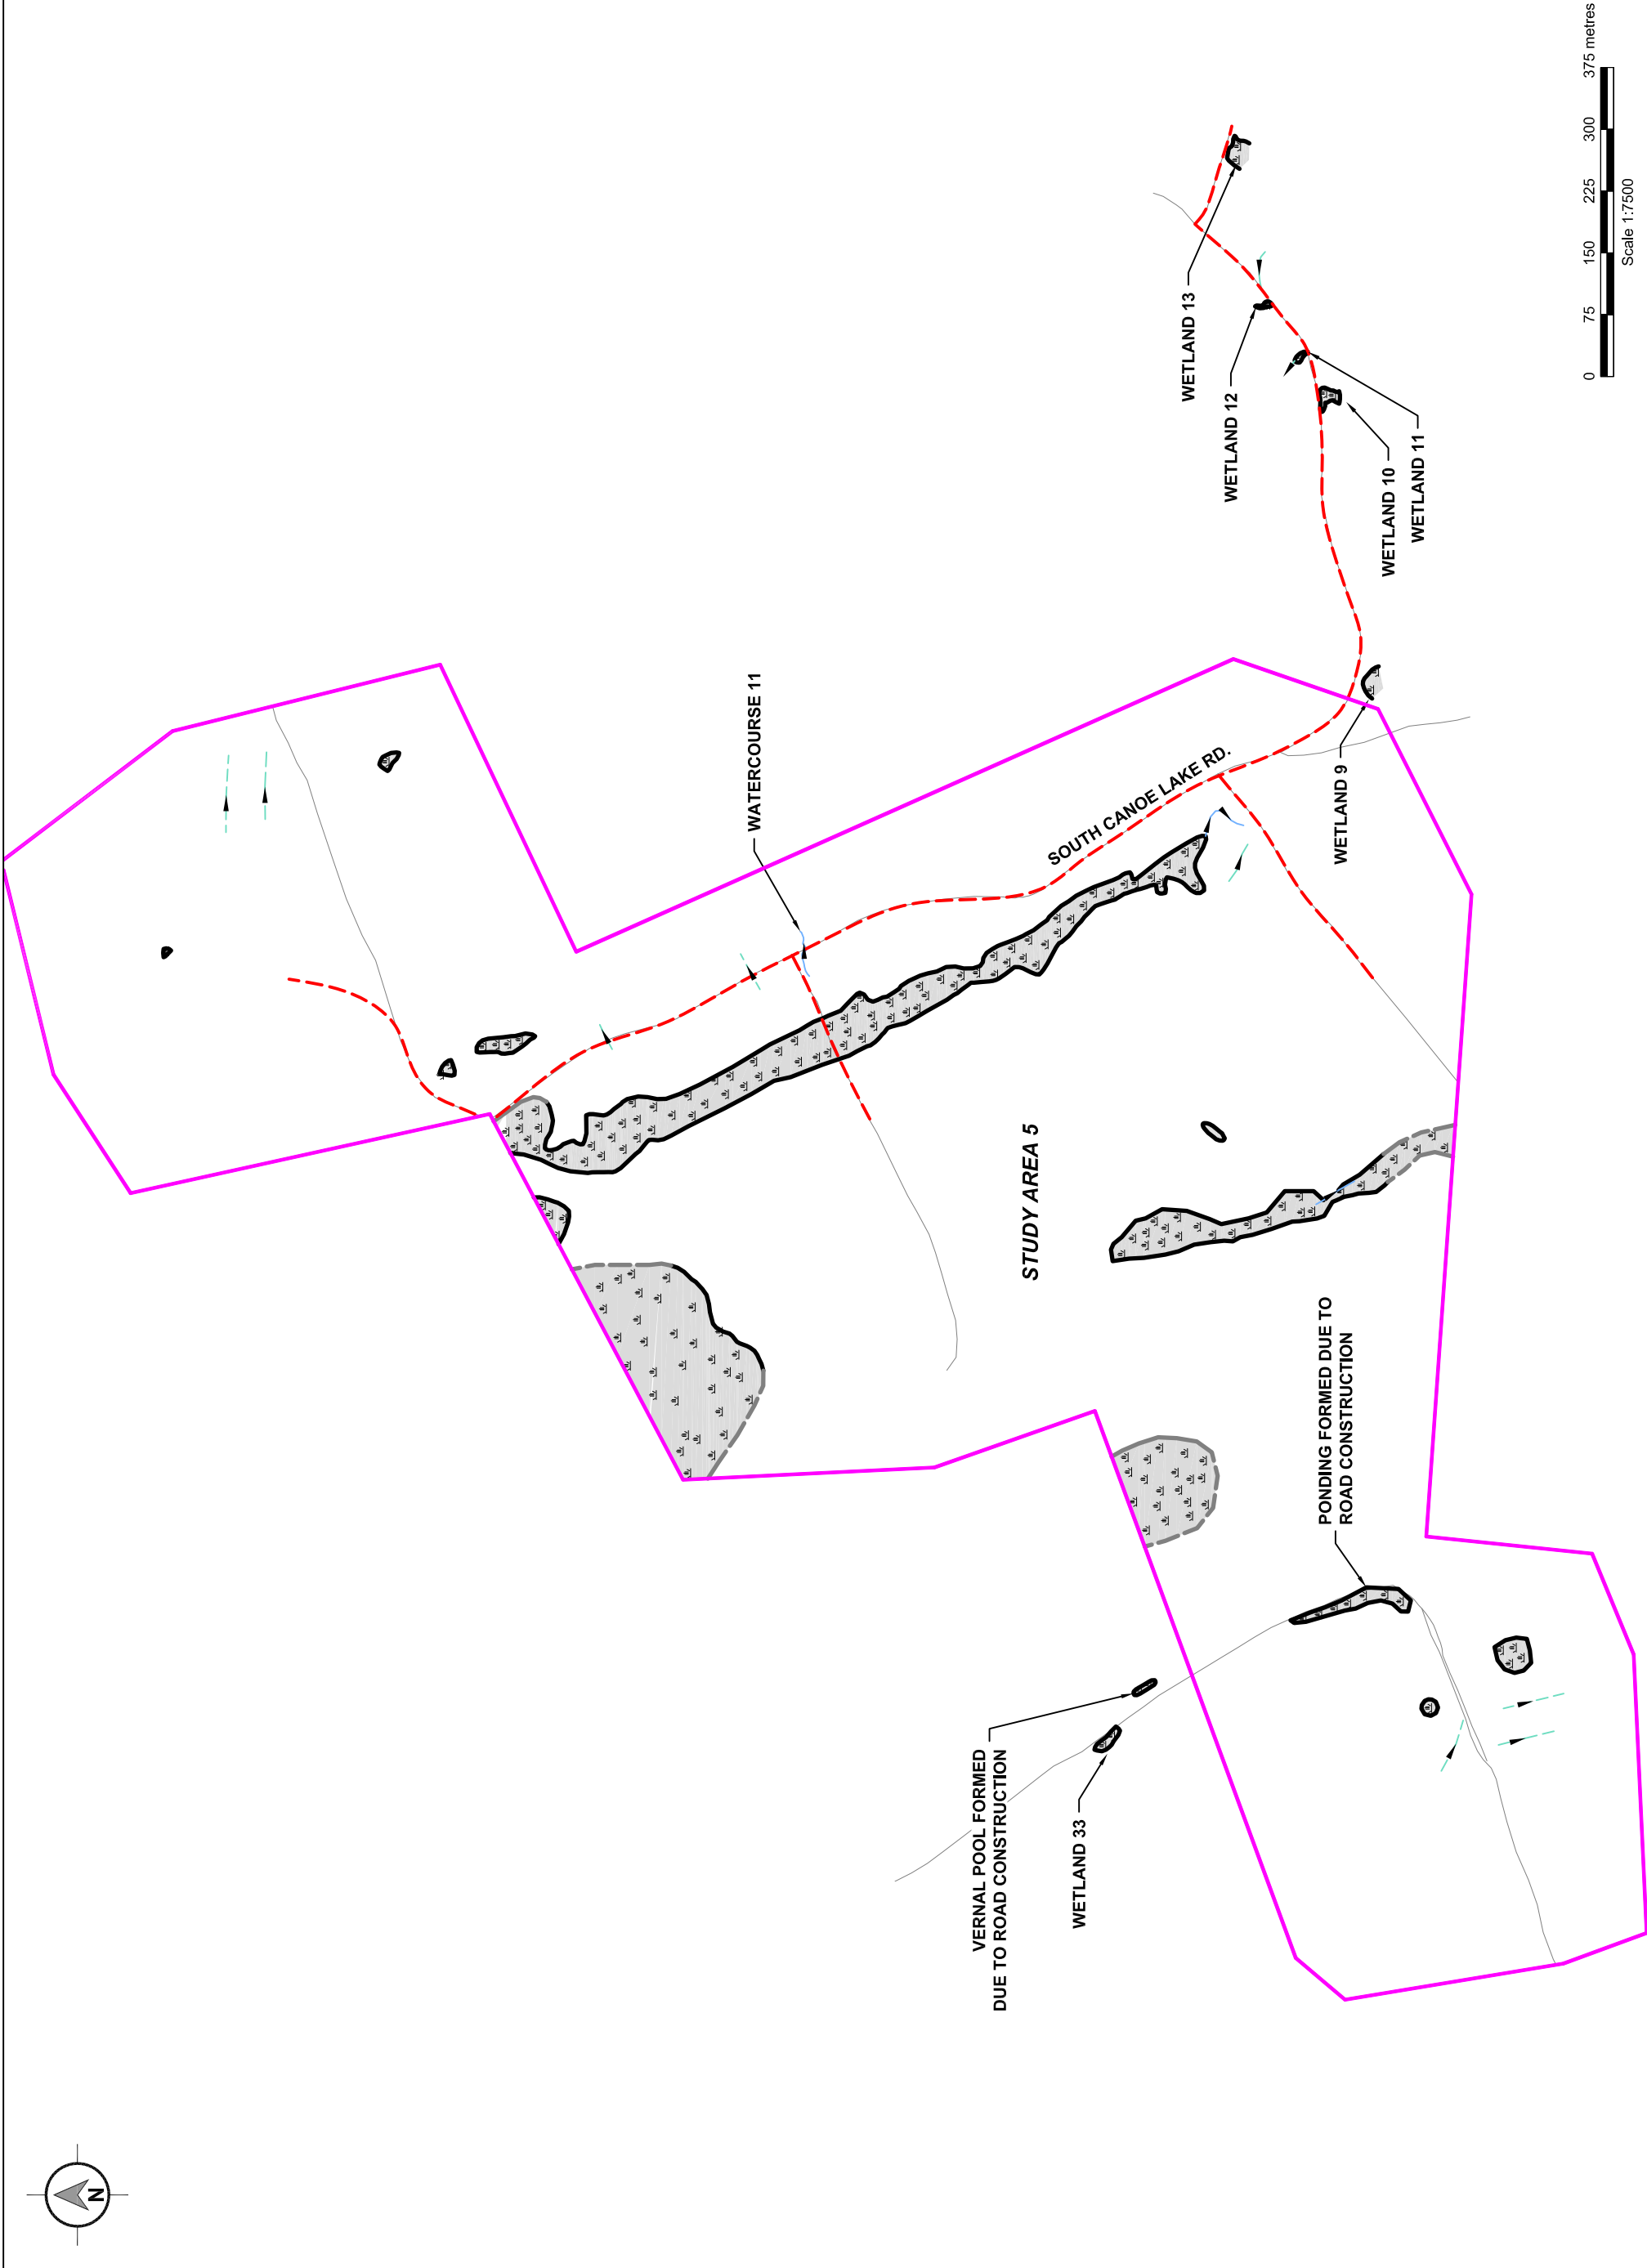 WATERCOURSE 11
SOUTH CANOE LAKE RD.
STUDY AREA 5
WETLAND 13
WETLAND 12
WETLAND 10
WETLAND 11
WETLAND 9
PONDING FORMED DUE TO
ROAD CONSTRUCTION
VERNAL POOL FORMED
DUE TO ROAD CONSTRUCTION
WETLAND 33
N
0 75 150 225 300 375 metres
Scale 1:7500